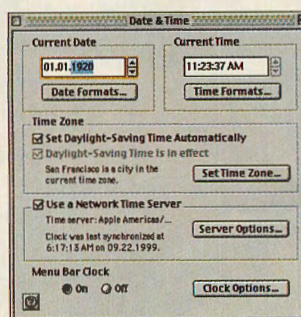 Date & Time
Current Date
Current Time
01.01.1920
11:23:37 AM
Date Formats...
Time Formats...
Time Zone
Set Daylight-Saving Time Automatically
Daylight-Saving Time is in effect
San Francisco is a city in the
current time zone.
Set Time Zone...
Use a Network Time Server
Time server: Apple Americas/...
Clock was last synchronized at
6:17:13 AM on 09.22.1999.
Server Options...
Menu Bar Clock
On
Off
Clock Options...
?